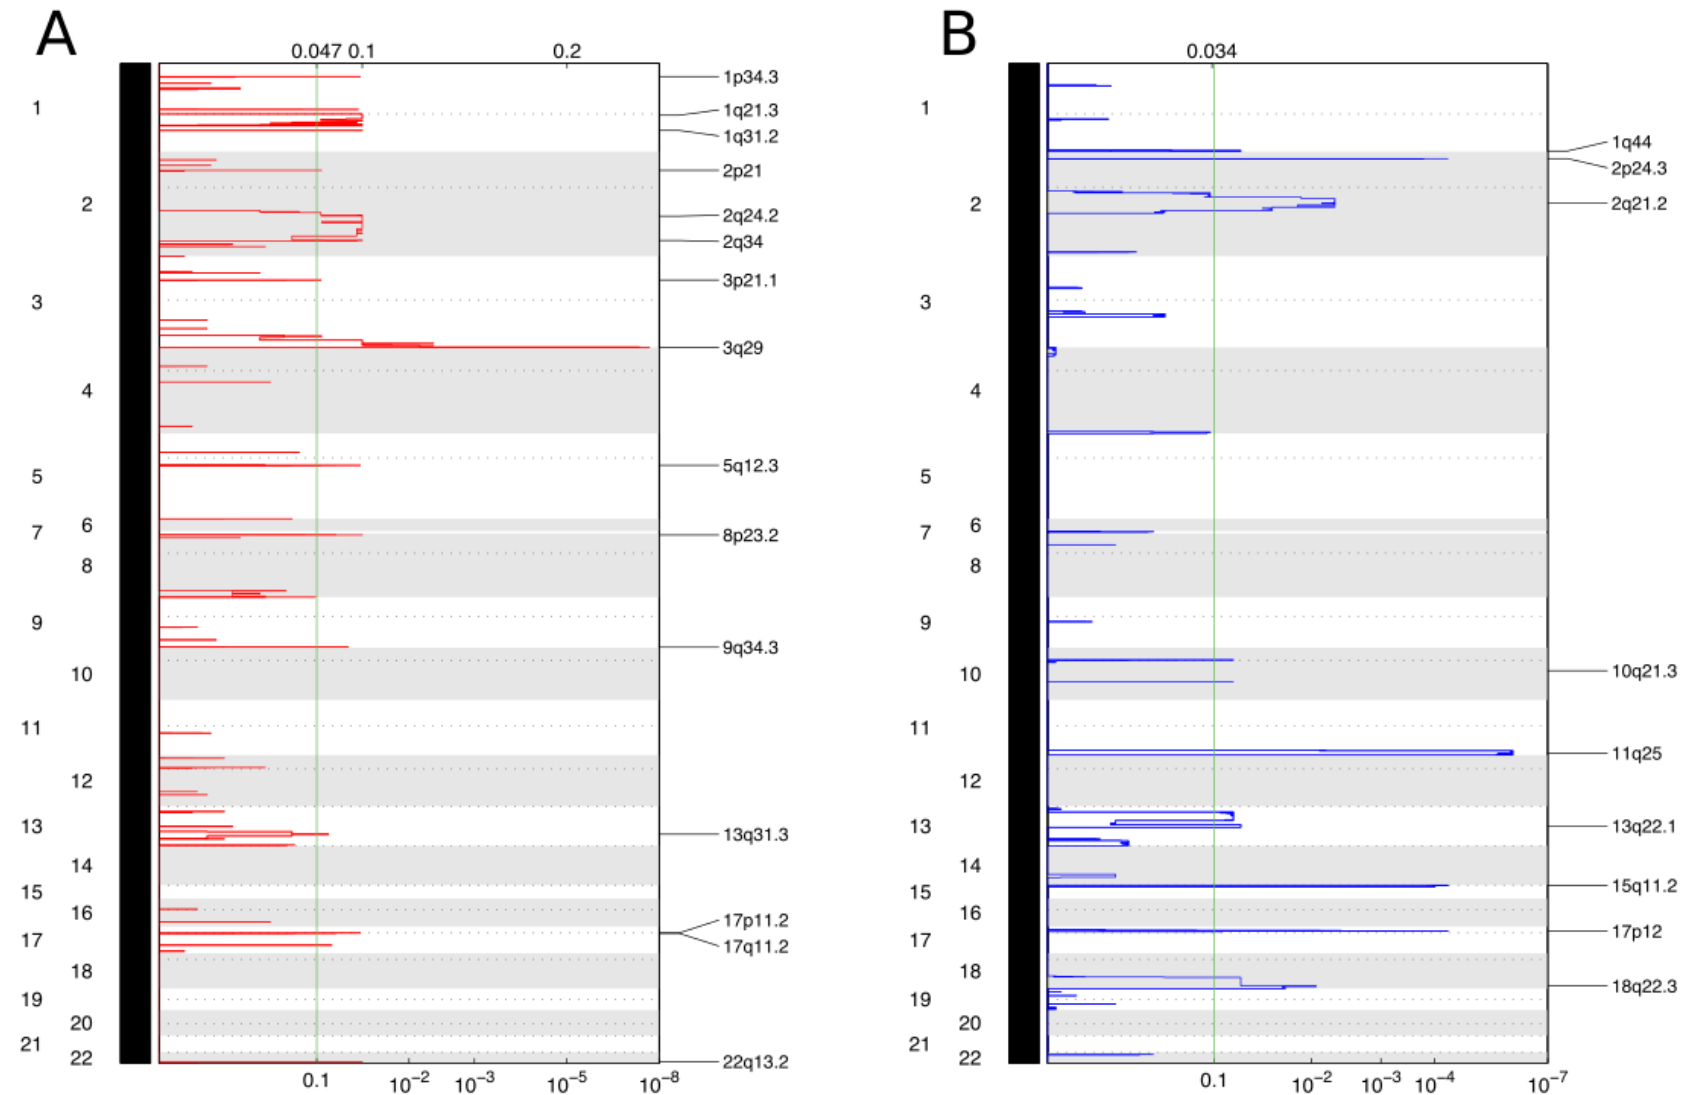 A
B
0.047 0.1 0.2
0.034
1p34.3
1q21.3
1q31.2
2p21
2q24.2
2q34
3p21.1
3q29
5q12.3
8p23.2
9q34.3
13q31.3
17p11.2
17q11.2
22q13.2
1
2
3
4
5
6
7
8
9
10
11
12
13
14
15
16
17
18
19
20
21
22
0.1 10⁻² 10⁻³ 10⁻⁵ 10⁻⁸
1
2
3
4
5
6
7
8
9
10
11
12
13
14
15
16
17
18
19
20
21
22
1q44
2p24.3
2q21.2
10q21.3
11q25
13q22.1
15q11.2
17p12
18q22.3
0.1 10⁻² 10⁻³ 10⁻⁴ 10⁻⁷